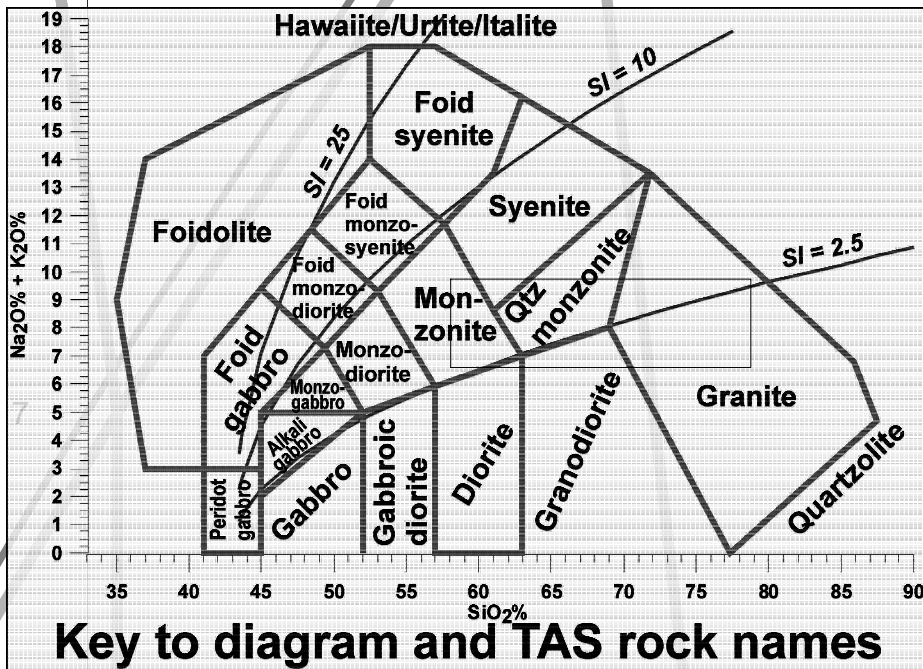 Hawaiite/Urtite/Italite
19
18
17
16
15
14
13
12
11
10
9
8
7
6
5
4
3
2
1
0
Na2O% + K2O%
SI = 10
SI = 25
SI = 2.5
Foid
syenite
Foidolite
Foid
monzo-
syenite
Syenite
Foid
monzo-
diorite
Mon-
zonite
Qtz
monzonite
Foid
gabbro
Monzo-
diorite
Monzo-
gabbro
Alkali
gabbro
Peridot
gabbro
Gabbro
Gabbroic
diorite
Diorite
Granodiorite
Granite
Quartzolite
7
35 40 45 50 55 60 65 70 75 80 85 90
SiO2%
Key to diagram and TAS rock names